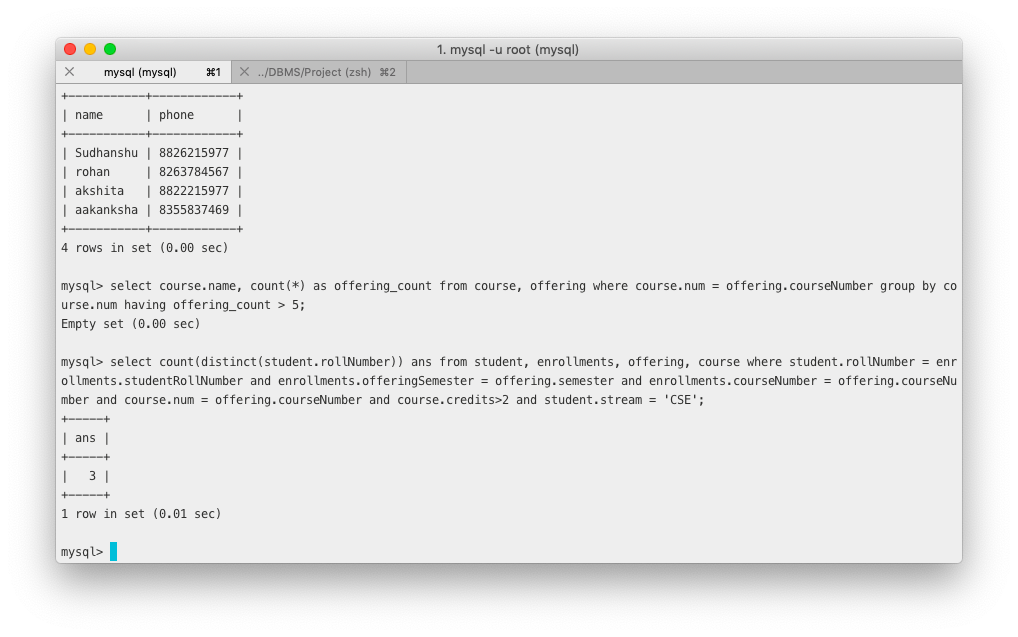 1. mysql -u root (mysql)
mysql (mysql) ⌘1 ../DBMS/Project (zsh) ⌘2
+-----------+------------+
| name      | phone      |
+-----------+------------+
| Sudhanshu | 8826215977 |
| rohan     | 8263784567 |
| akshita   | 8822215977 |
| aakanksha | 8355837469 |
+-----------+------------+
4 rows in set (0.00 sec)
mysql> select course.name, count(*) as offering_count from course, offering where course.num = offering.courseNumber group by co
urse.num having offering_count > 5;
Empty set (0.00 sec)
mysql> select count(distinct(student.rollNumber)) ans from student, enrollments, offering, course where student.rollNumber = enr
ollments.studentRollNumber and enrollments.offeringSemester = offering.semester and enrollments.courseNumber = offering.courseNu
mber and course.num = offering.courseNumber and course.credits>2 and student.stream = 'CSE';
+-----+
| ans |
+-----+
|   3 |
+-----+
1 row in set (0.01 sec)
mysql>